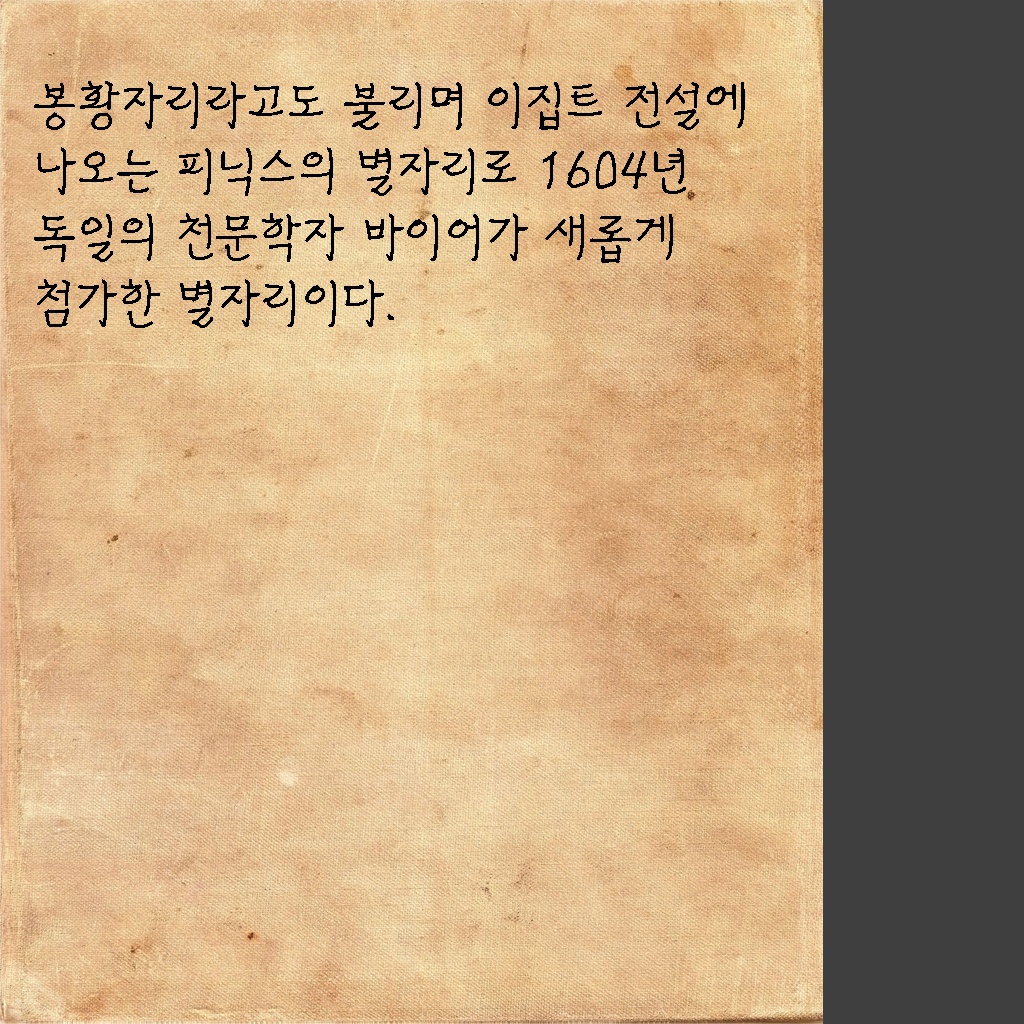 봉황자리라고도 불리며 이집트 전설에
나오는 피닉스의 별자리로 1604년
독일의 천문학자 바이어가 새롭게
첨가한 별자리이다.